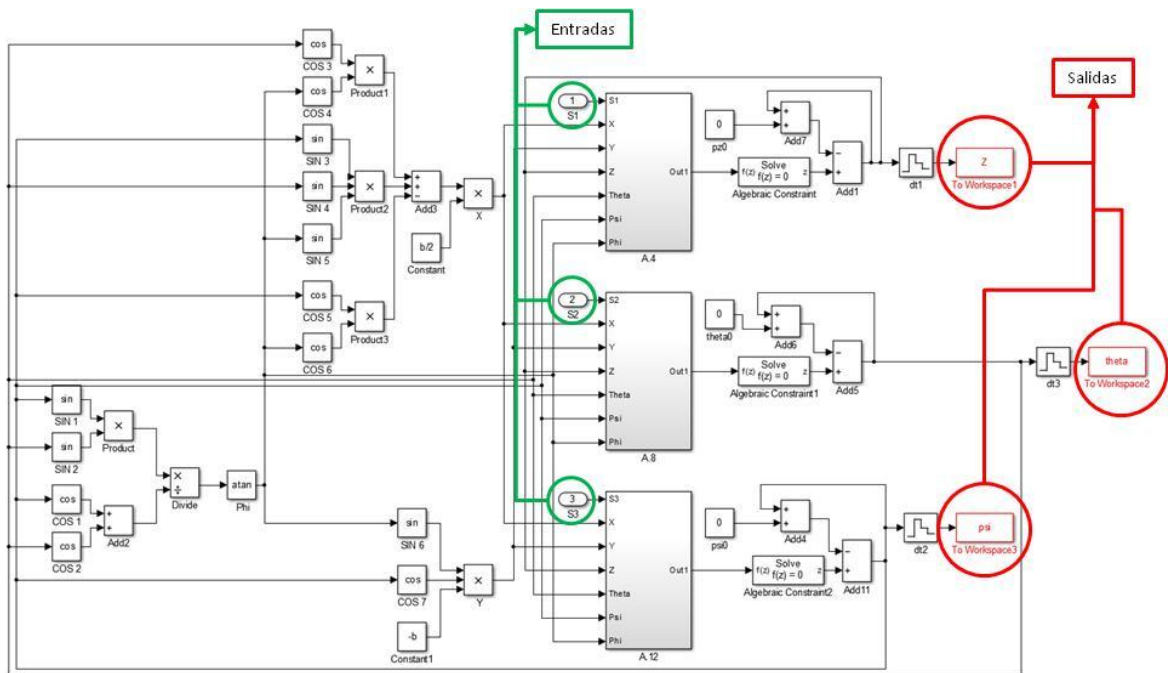 Entradas
Salidas
cos
COS 3
cos
COS 4
×
Product1
sin
SIN 3
sin
SIN 4
sin
SIN 5
×
Product2
cos
COS 5
cos
COS 6
×
Product3
+
+
−
Add3
b/2
Constant
×
X
sin
SIN 1
sin
SIN 2
×
Product
cos
COS 1
cos
COS 2
+
+
Add2
×
÷
Divide
atan
Phi
sin
SIN 6
cos
COS 7
-b
Constant1
×
Y
1
S1
S1
X
Y
Z
Theta
Psi
Phi
Out1
A.4
0
pz0
+
+
Add7
f(z)
Solve
f(z) = 0
z
Algebraic Constraint
−
+
Add1
dt1
Z
To Workspace1
2
S2
S2
X
Y
Z
Theta
Psi
Phi
Out1
A.8
0
theta0
+
+
Add6
f(z)
Solve
f(z) = 0
z
Algebraic Constraint1
−
+
Add5
dt3
theta
To Workspace2
3
S3
S3
X
Y
Z
Theta
Psi
Phi
Out1
A.12
0
psi0
+
+
Add4
f(z)
Solve
f(z) = 0
z
Algebraic Constraint2
−
+
Add11
dt2
psi
To Workspace3